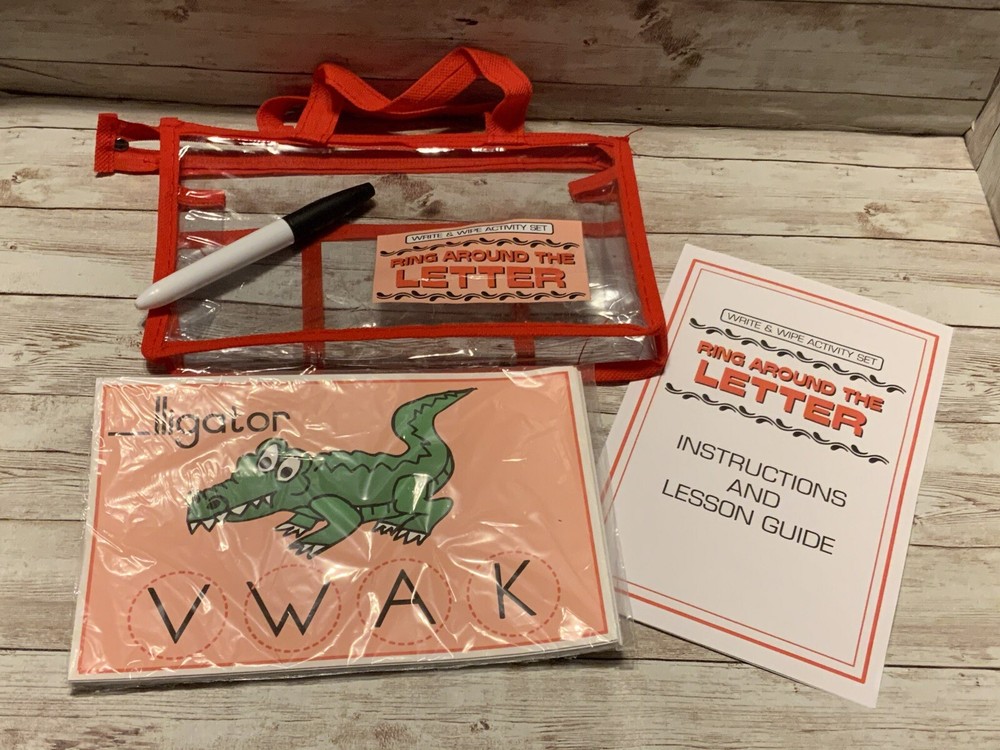 WRITE & WIPE ACTIVITY SET
RING AROUND THE
LETTER
WRITE & WIPE ACTIVITY SET
RING AROUND THE
LETTER
INSTRUCTIONS
AND
LESSON GUIDE
__lligator
V W A K